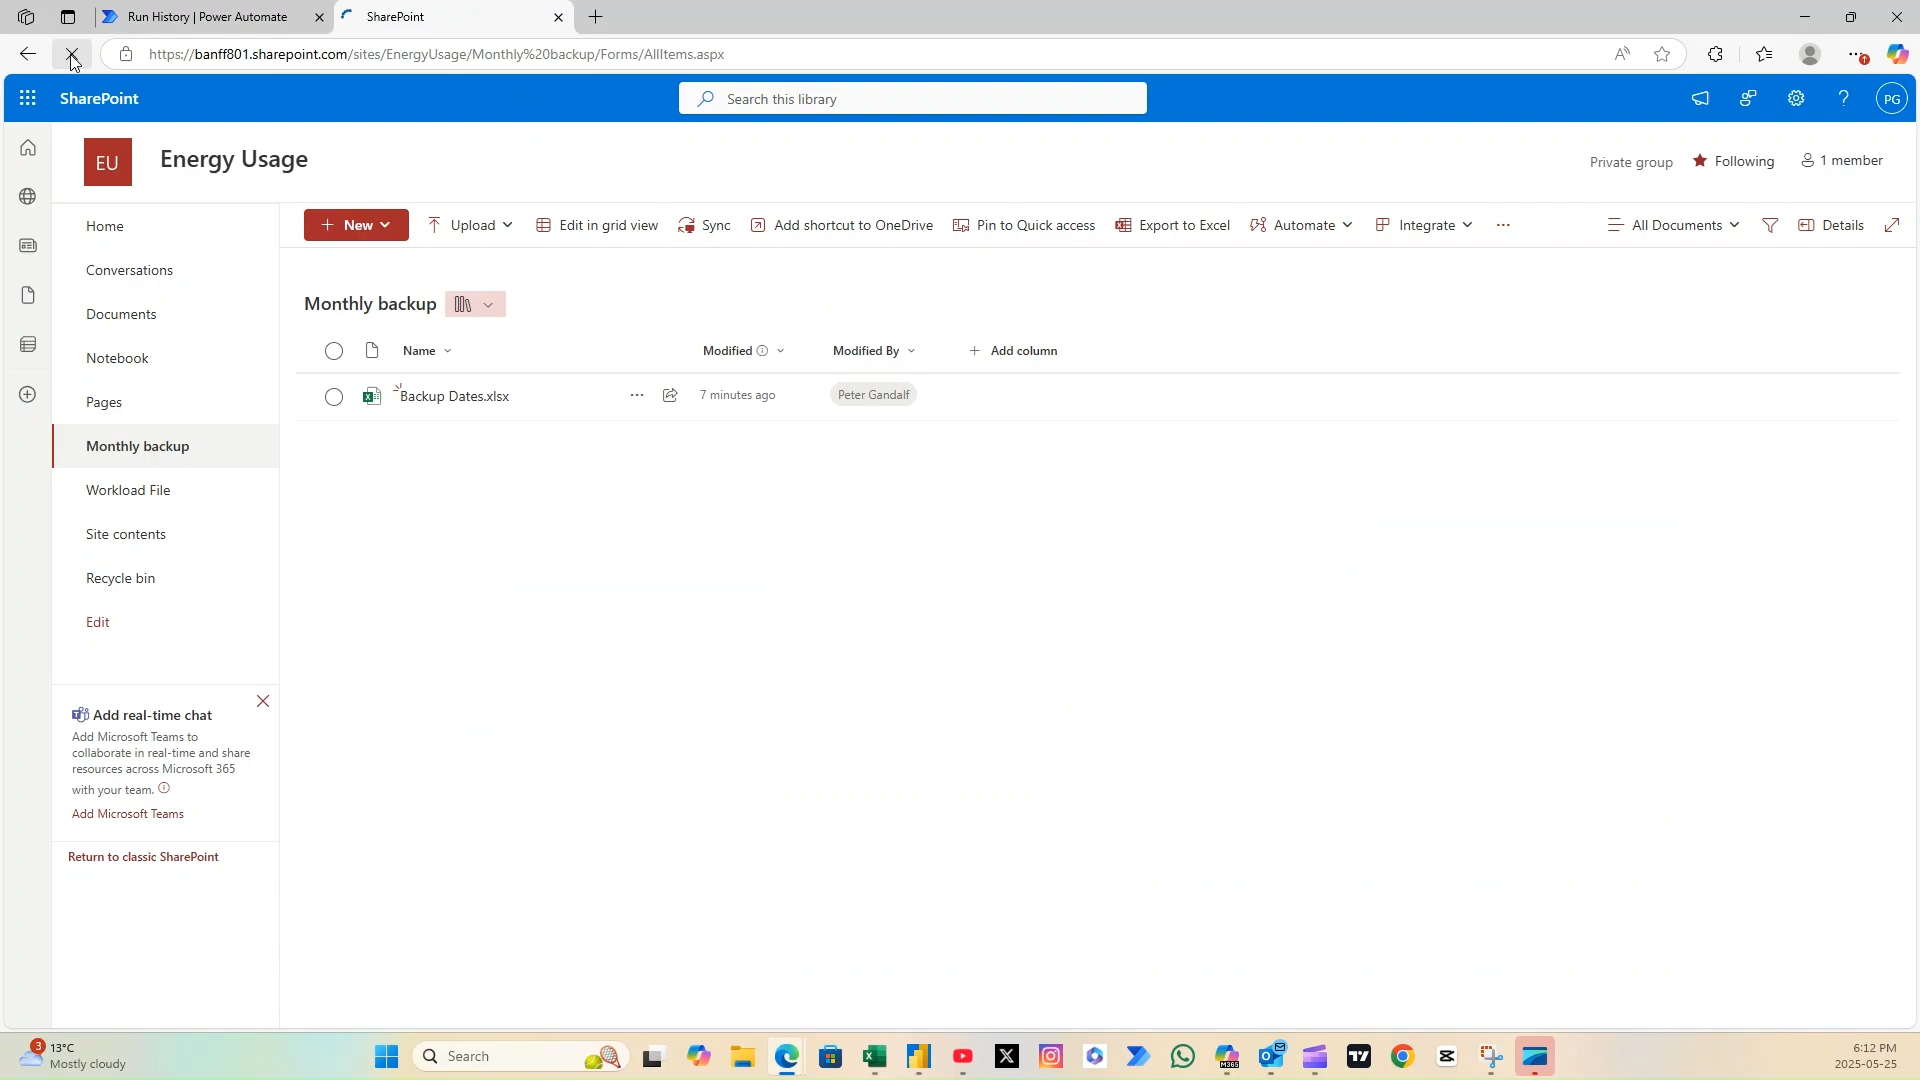 Run History | Power Automate
SharePoint
https://banff801.sharepoint.com/sites/EnergyUsage/Monthly%20backup/Forms/AllItems.aspx
SharePoint
Search this library
PG
EU
Energy Usage
Private group
Following
1 member
Home
Conversations
Documents
Notebook
Pages
Monthly backup
Workload File
Site contents
Recycle bin
Edit
New
Upload
Edit in grid view
Sync
Add shortcut to OneDrive
Pin to Quick access
Export to Excel
Automate
Integrate
All Documents
Details
Monthly backup
Name
Modified
Modified By
Add column
Backup Dates.xlsx
7 minutes ago
Peter Gandalf
Add real-time chat
Add Microsoft Teams to
collaborate in real-time and share
resources across Microsoft 365
with your team.
Add Microsoft Teams
Return to classic SharePoint
3
13°C
Mostly cloudy
Search
M365
6:12 PM
2025-05-25